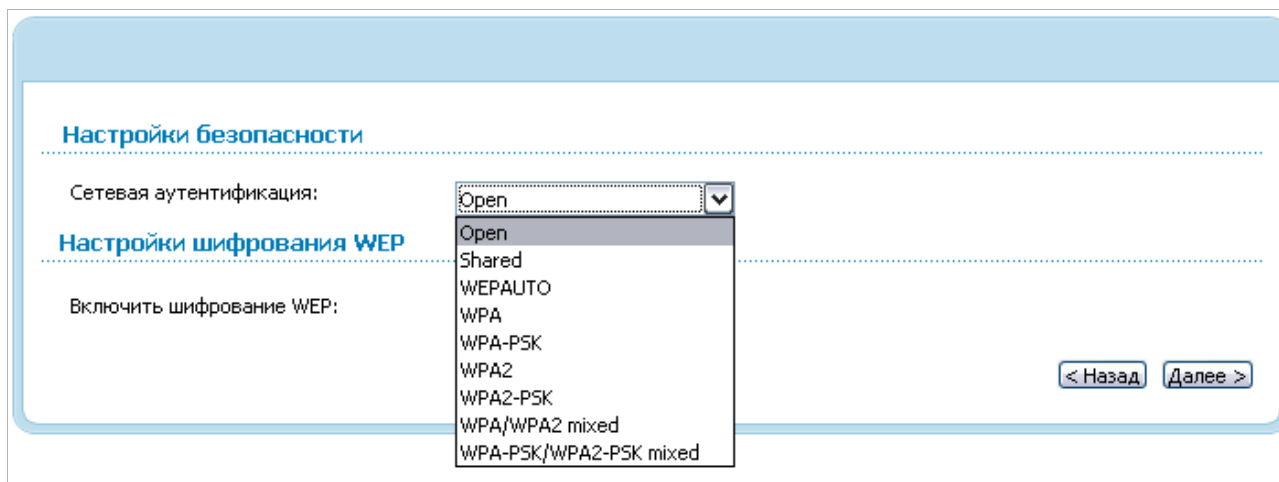 Настройки безопасности
Сетевая аутентификация:
Open
Open
Настройки шифрования WEP
Shared
WEPAUTO
Включить шифрование WEP:
WPA
WPA-PSK
WPA2
WPA2-PSK
WPA/WPA2 mixed
WPA-PSK/WPA2-PSK mixed
< Назад
Далее >